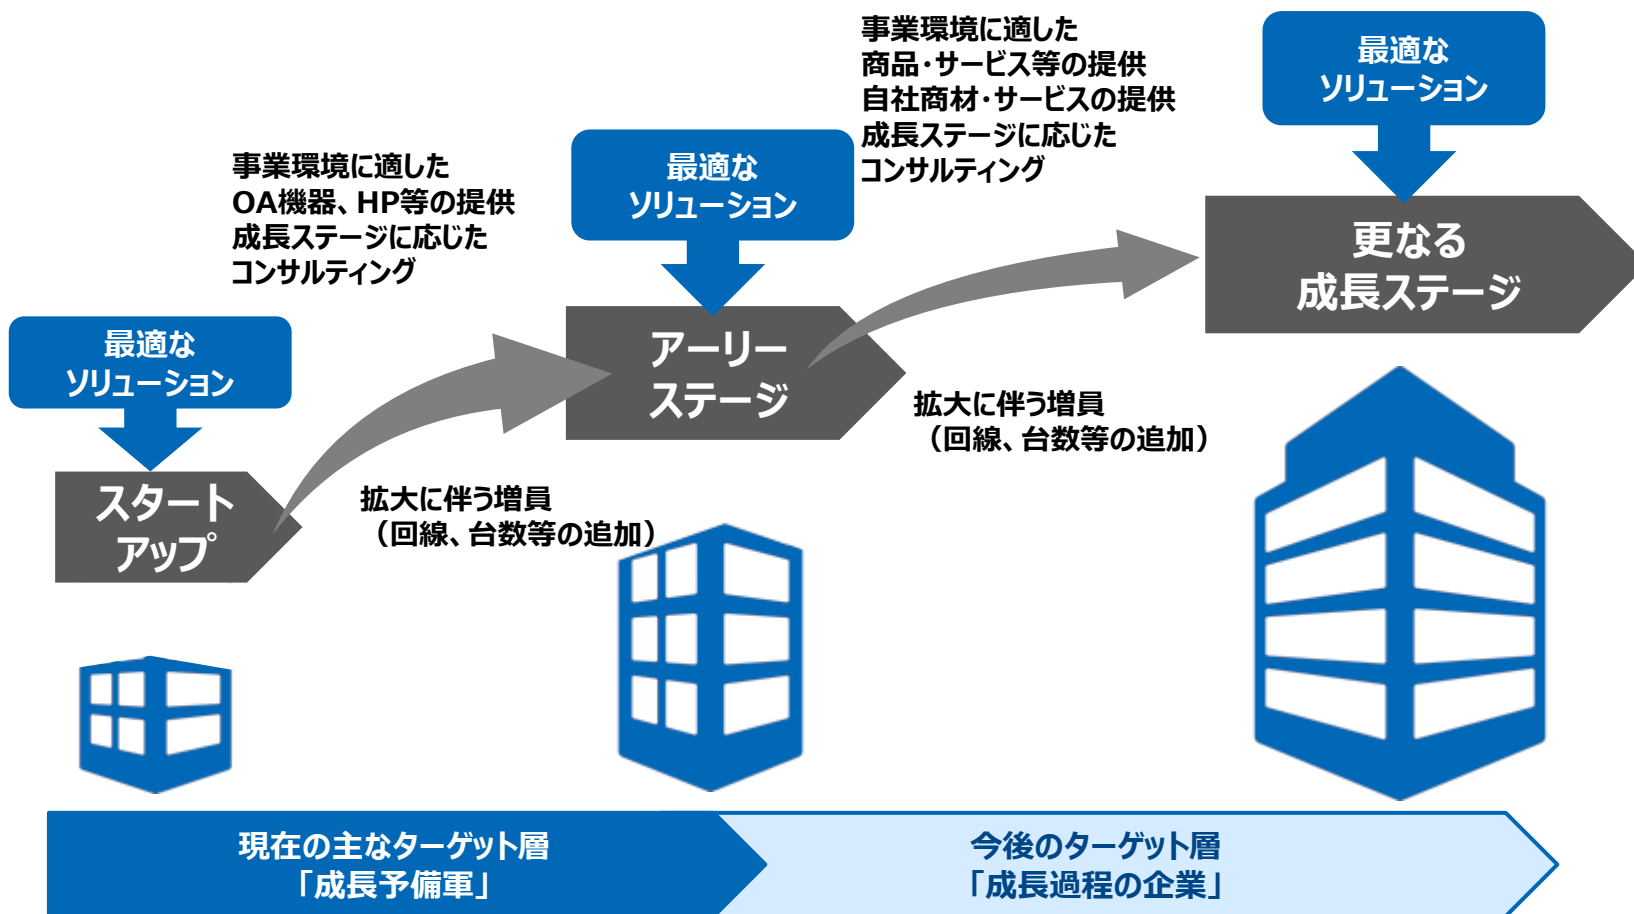 事業環境に適した
商品・サービス等の提供
自社商材・サービスの提供
成長ステージに応じた
コンサルティング
最適な
ソリューション
事業環境に適した
OA機器、HP等の提供
成長ステージに応じた
コンサルティング
最適な
ソリューション
更なる
成長ステージ
最適な
ソリューション
アーリー
ステージ
拡大に伴う増員
（回線、台数等の追加）
スタート
アップ
拡大に伴う増員
（回線、台数等の追加）
現在の主なターゲット層
「成長予備軍」
今後のターゲット層
「成長過程の企業」